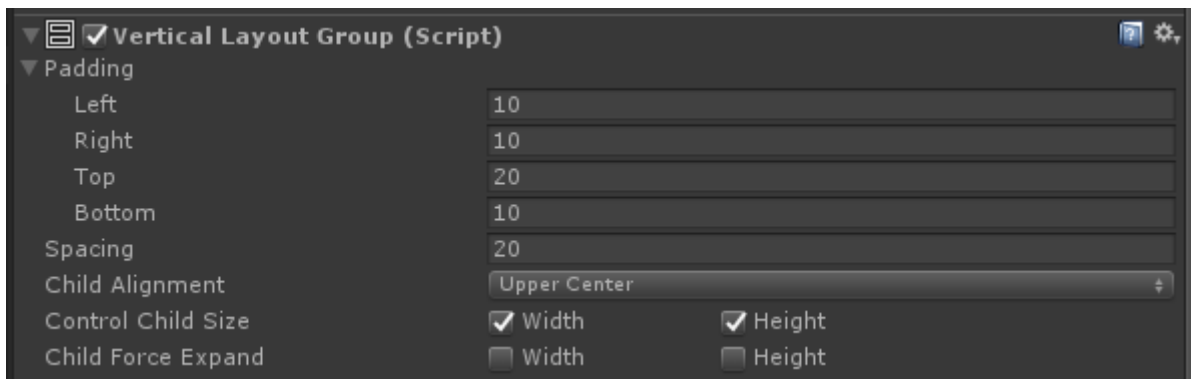 Vertical Layout Group (Script)
Padding
Left 10
Right 10
Top 20
Bottom 10
Spacing 20
Child Alignment Upper Center
Control Child Size Width Height
Child Force Expand Width Height